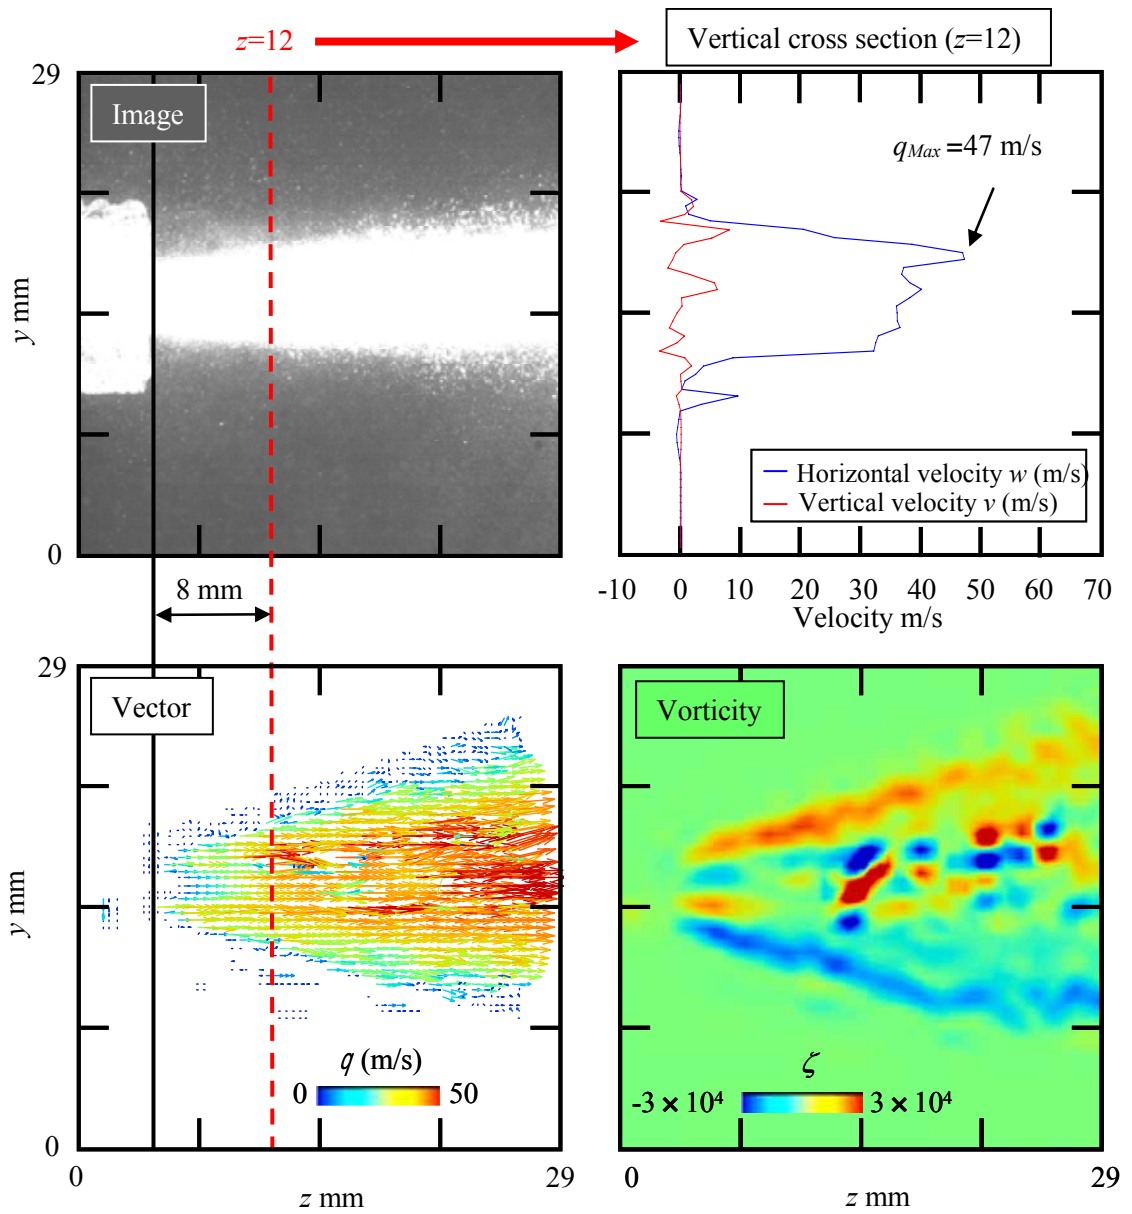 z=12
Vertical cross section (z=12)
29
Image
y mm
0
8 mm
q_Max =47 m/s
Horizontal velocity w (m/s)
Vertical velocity v (m/s)
-10 0 10 20 30 40 50 60 70
Velocity m/s
29
Vector
y mm
q (m/s)
0 50
0
0 29
z mm
Vorticity
ζ
-3 × 10⁴ 3 × 10⁴
0 29
z mm